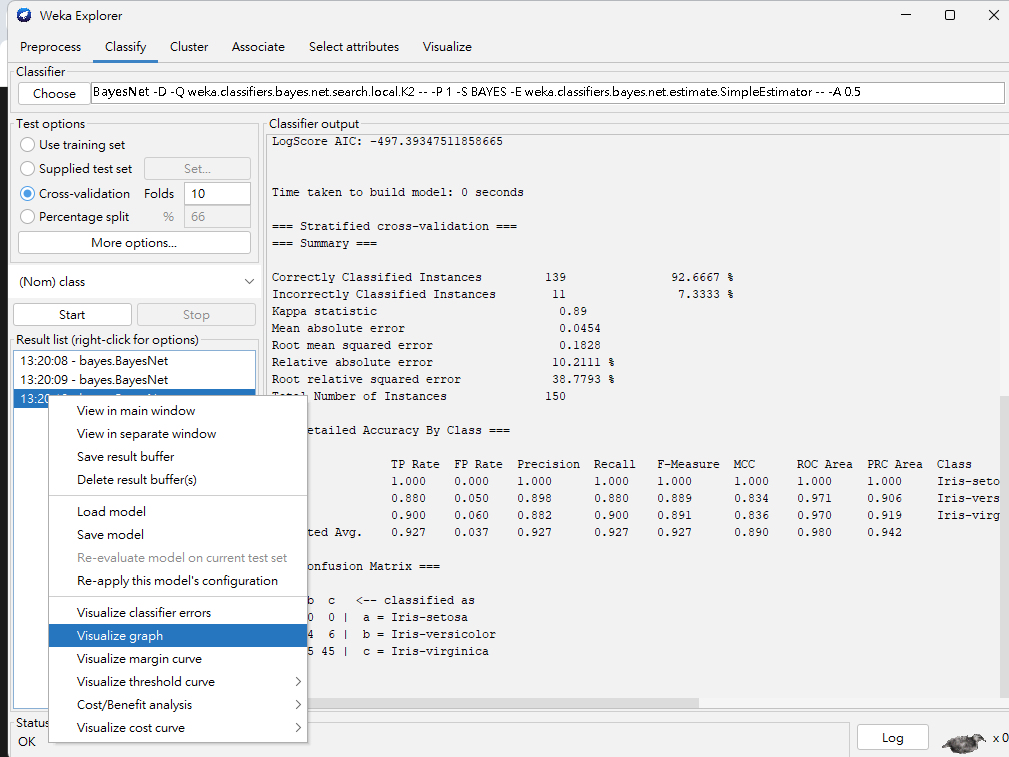 Weka Explorer
Preprocess Classify Cluster Associate Select attributes Visualize
Classifier
Choose BayesNet -D -Q weka.classifiers.bayes.net.search.local.K2 -- -P 1 -S BAYES -E weka.classifiers.bayes.net.estimate.SimpleEstimator -- -A 0.5
Test options
Use training set
Supplied test set Set...
Cross-validation Folds 10
Percentage split % 66
More options...
(Nom) class
Start Stop
Result list (right-click for options)
13:20:08 - bayes.BayesNet
13:20:09 - bayes.BayesNet
13:20
View in main window
View in separate window
Save result buffer
Delete result buffer(s)
Load model
Save model
Re-evaluate model on current test set
Re-apply this model's configuration
Visualize classifier errors
Visualize graph
Visualize margin curve
Visualize threshold curve
Cost/Benefit analysis
Visualize cost curve
Classifier output
LogScore AIC: -497.39347511858665
Time taken to build model: 0 seconds
=== Stratified cross-validation ===
=== Summary ===
Correctly Classified Instances 139 92.6667 %
Incorrectly Classified Instances 11 7.3333 %
Kappa statistic 0.89
Mean absolute error 0.0454
Root mean squared error 0.1828
Relative absolute error 10.2111 %
Root relative squared error 38.7793 %
Total Number of Instances 150
etailed Accuracy By Class ===
TP Rate FP Rate Precision Recall F-Measure MCC ROC Area PRC Area Class
1.000 0.000 1.000 1.000 1.000 1.000 1.000 1.000 Iris-seto
0.880 0.050 0.898 0.880 0.889 0.834 0.971 0.906 Iris-vers
0.900 0.060 0.882 0.900 0.891 0.836 0.970 0.919 Iris-virg
ted Avg. 0.927 0.037 0.927 0.927 0.927 0.890 0.980 0.942
onfusion Matrix ===
b c <-- classified as
0 0 | a = Iris-setosa
4 6 | b = Iris-versicolor
5 45 | c = Iris-virginica
Status
OK
Log x 0